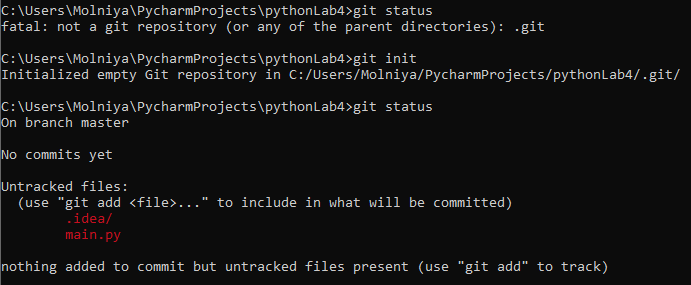 C:\Users\Molniya\PycharmProjects\pythonLab4>git status
fatal: not a git repository (or any of the parent directories): .git
C:\Users\Molniya\PycharmProjects\pythonLab4>git init
Initialized empty Git repository in C:/Users/Molniya/PycharmProjects/pythonLab4/.git/
C:\Users\Molniya\PycharmProjects\pythonLab4>git status
On branch master
No commits yet
Untracked files:
(use "git add <file>..." to include in what will be committed)
.idea/
main.py
nothing added to commit but untracked files present (use "git add" to track)